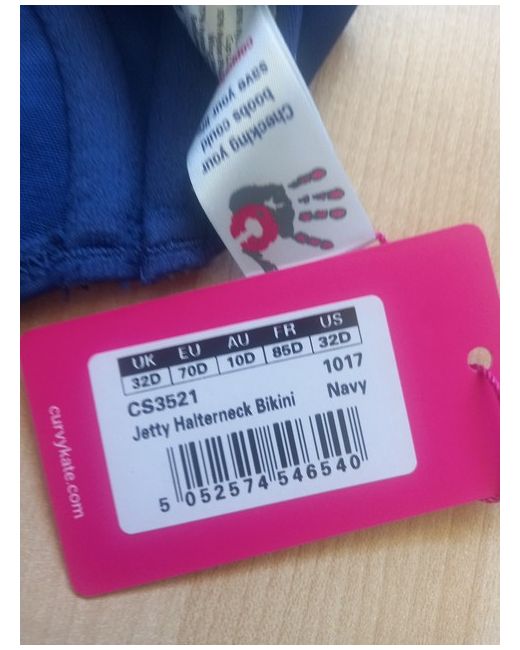 Checking your
boobs could
save your
UK EU AU FR US
32D 70D 10D 85D 32D
CS3521 1017
Jetty Halterneck Bikini Navy
5 052574 546540
curvykate.com